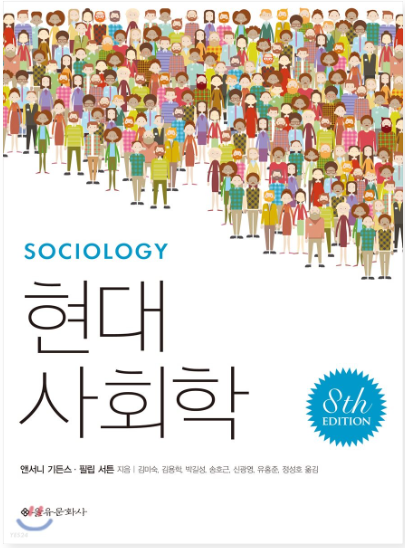 SOCIOLOGY
현대
사회학
8th
EDITION
앤서니 기든스 · 필립 서튼 지음 | 김미숙, 김용학, 박길성, 송호근, 신광영, 유홍준, 정성호 옮김
을유문화사